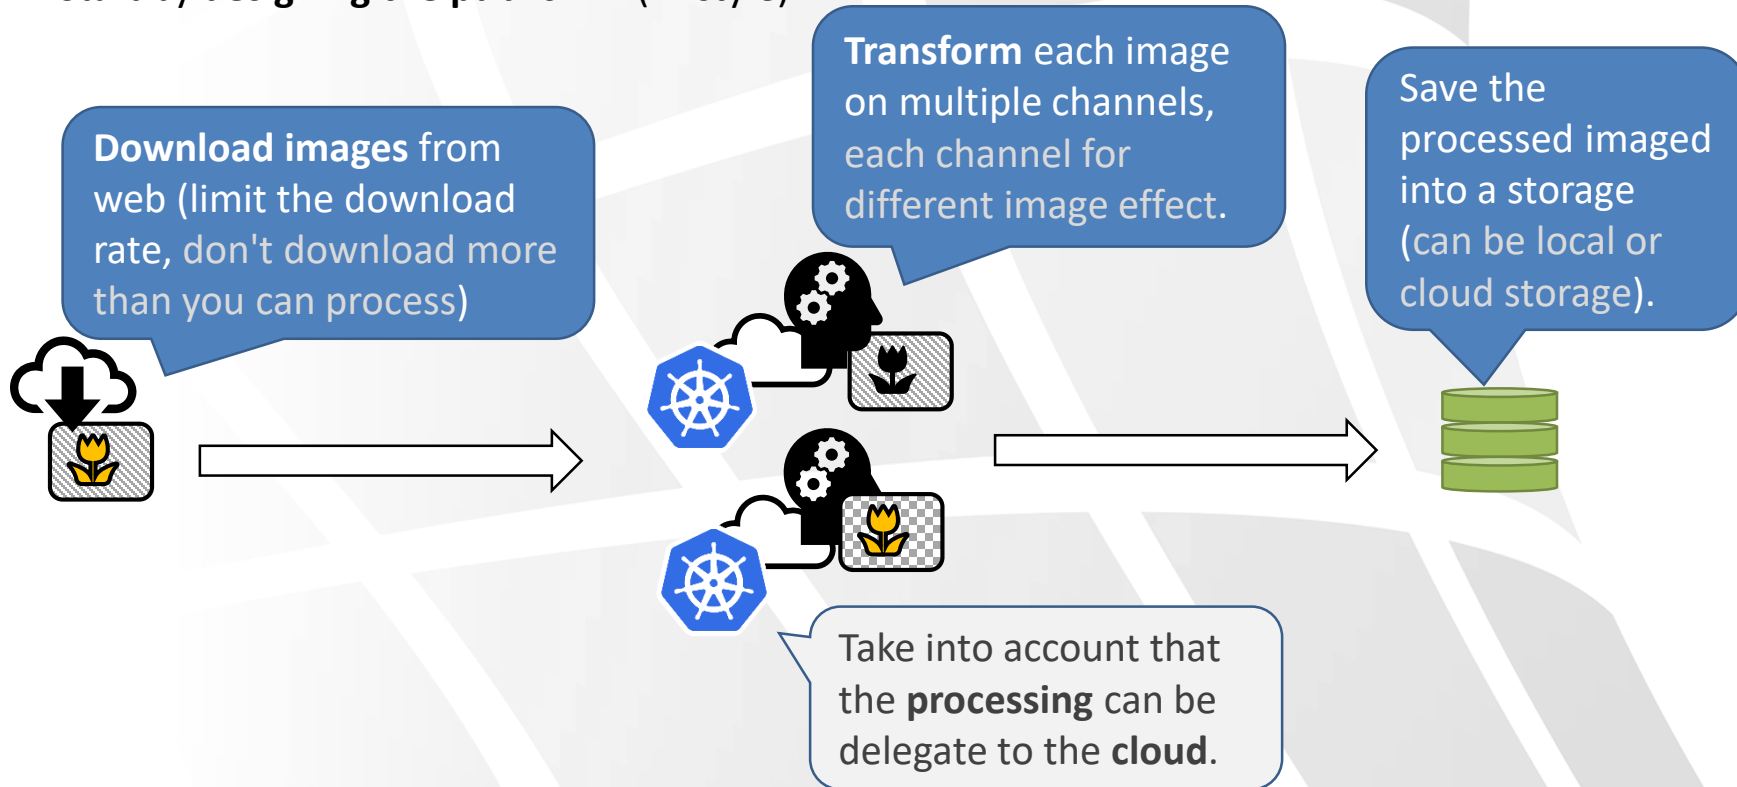 Download images from
web (limit the download
rate, don't download more
than you can process)
Transform each image
on multiple channels,
each channel for
different image effect.
Save the
processed imaged
into a storage
(can be local or
cloud storage).
Take into account that
the processing can be
delegate to the cloud.